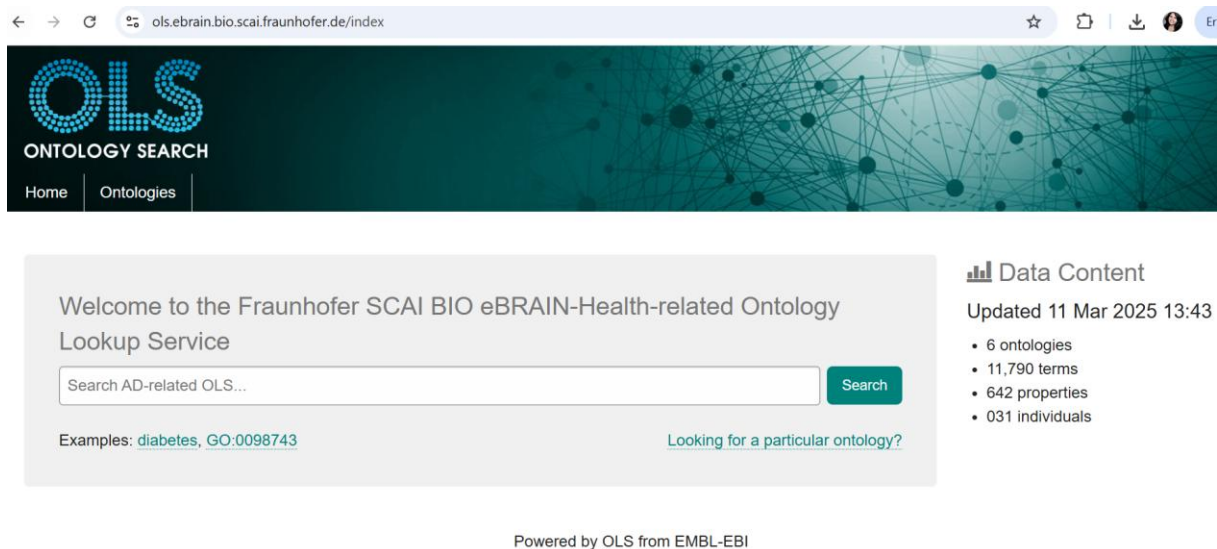 ols.ebrain.bio.scai.fraunhofer.de/index
Er
OLS
ONTOLOGY SEARCH
Home
Ontologies
Welcome to the Fraunhofer SCAI BIO eBRAIN-Health-related Ontology
Lookup Service
Search AD-related OLS...
Search
Examples: diabetes, GO:0098743
Looking for a particular ontology?
Data Content
Updated 11 Mar 2025 13:43
• 6 ontologies
• 11,790 terms
• 642 properties
• 031 individuals
Powered by OLS from EMBL-EBI